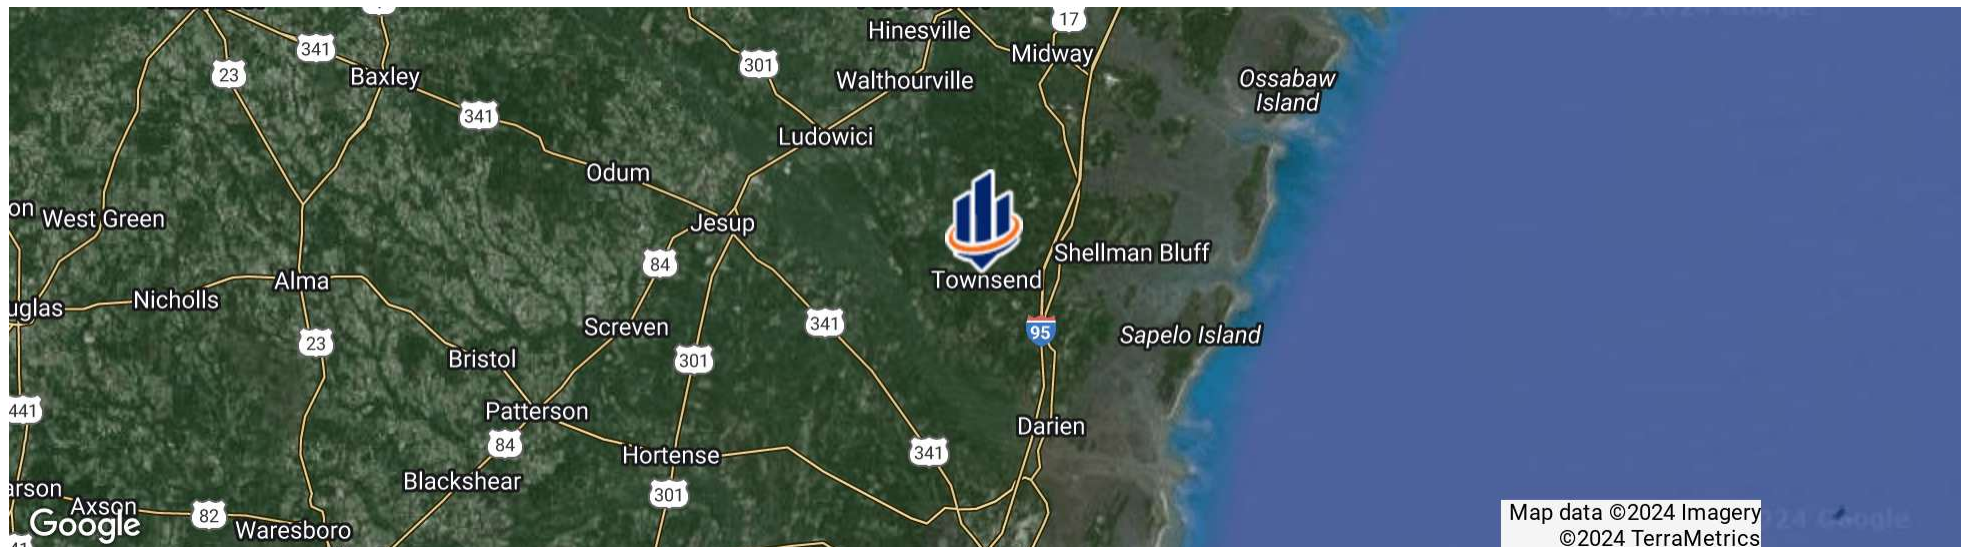 17
Hinesville
341
Midway
301
23
Baxley
Walthourville
Ossabaw
Island
341
Ludowici
Odum
West Green
Jesup
Shellman Bluff
84
Alma
Townsend
Nicholls
uglas
341
Screven
95
Sapelo Island
23
Bristol
301
441
Patterson
Darien
84
Hortense
341
Blackshear
arson
301
Axson
82
Google
Waresboro
Map data ©2024 Imagery
©2024 TerraMetrics